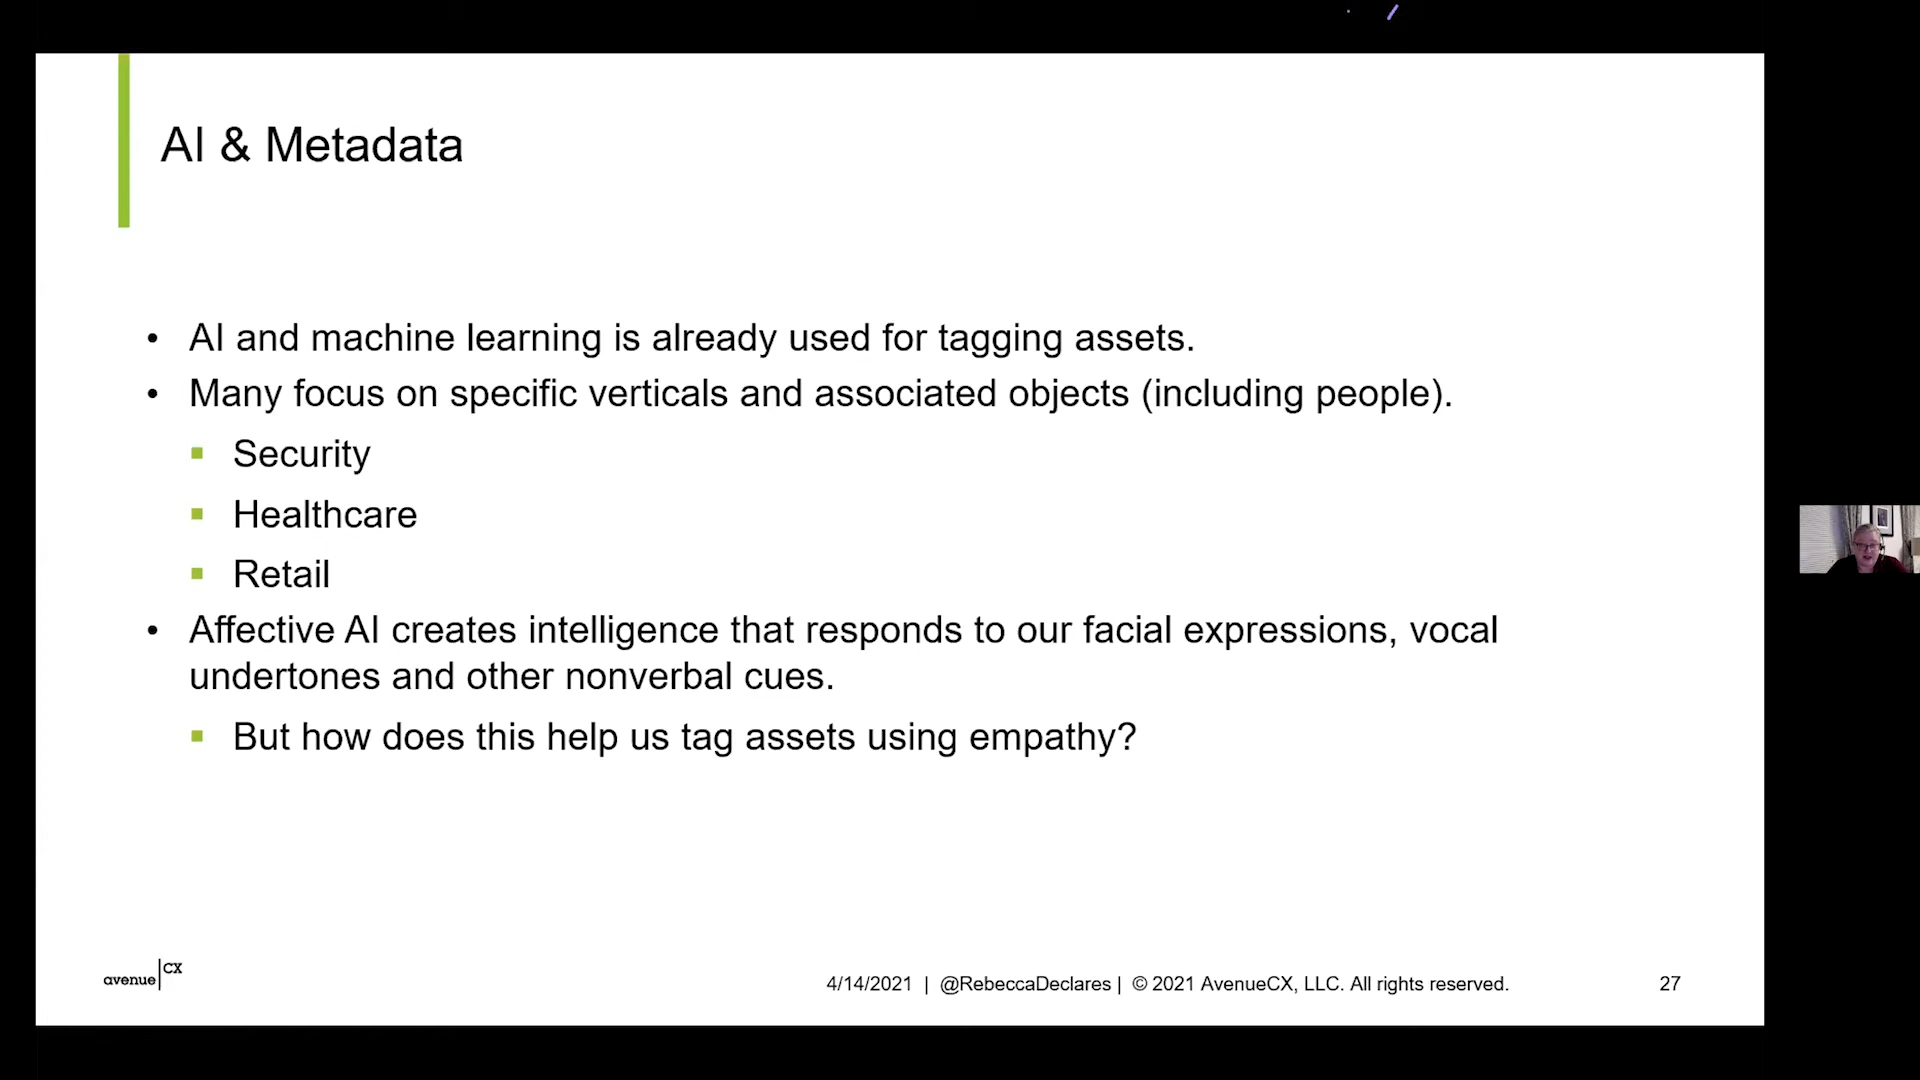 AI & Metadata
• AI and machine learning is already used for tagging assets.
• Many focus on specific verticals and associated objects (including people).
▪ Security
▪ Healthcare
▪ Retail
• Affective AI creates intelligence that responds to our facial expressions, vocal
undertones and other nonverbal cues.
▪ But how does this help us tag assets using empathy?
avenue|CX
4/14/2021 | @RebeccaDeclares | © 2021 AvenueCX, LLC. All rights reserved.
27